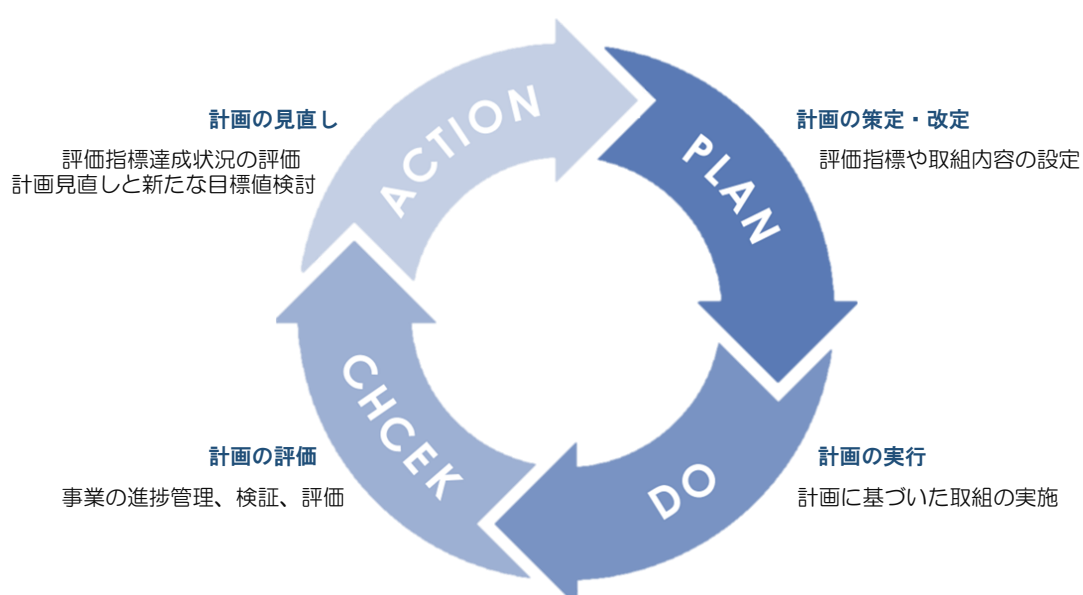 ACTION
計画の見直し
評価指標達成状況の評価
計画見直しと新たな目標値検討
PLAN
計画の策定・改定
評価指標や取組内容の設定
CHCEK
計画の評価
事業の進捗管理、検証、評価
DO
計画の実行
計画に基づいた取組の実施